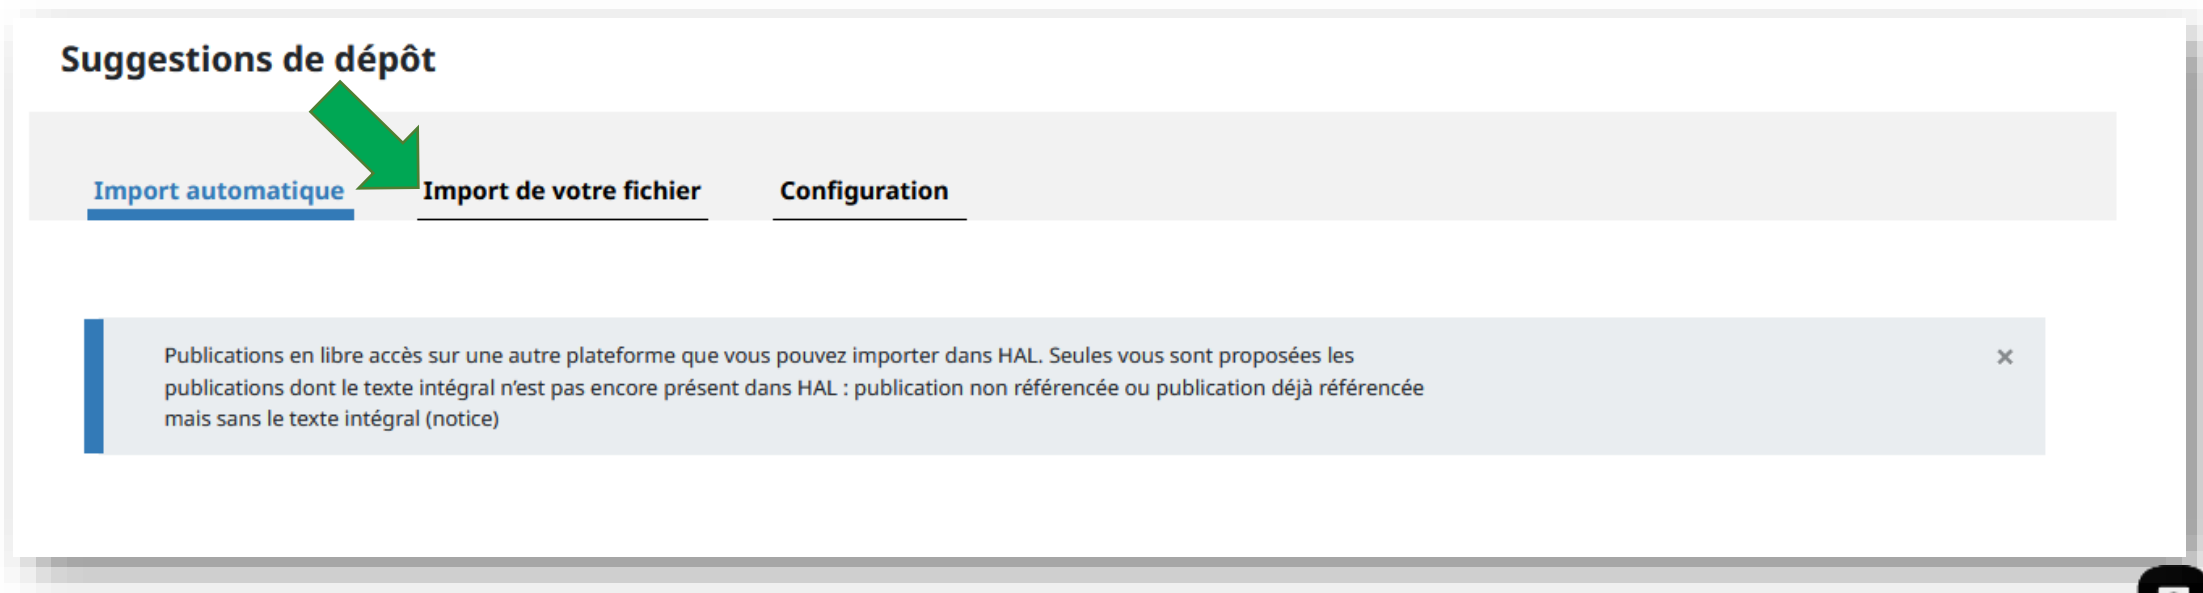 Suggestions de dépôt
Import automatique
Import de votre fichier
Configuration
Publications en libre accès sur une autre plateforme que vous pouvez importer dans HAL. Seules vous sont proposées les
publications dont le texte intégral n'est pas encore présent dans HAL : publication non référencée ou publication déjà référencée
mais sans le texte intégral (notice)